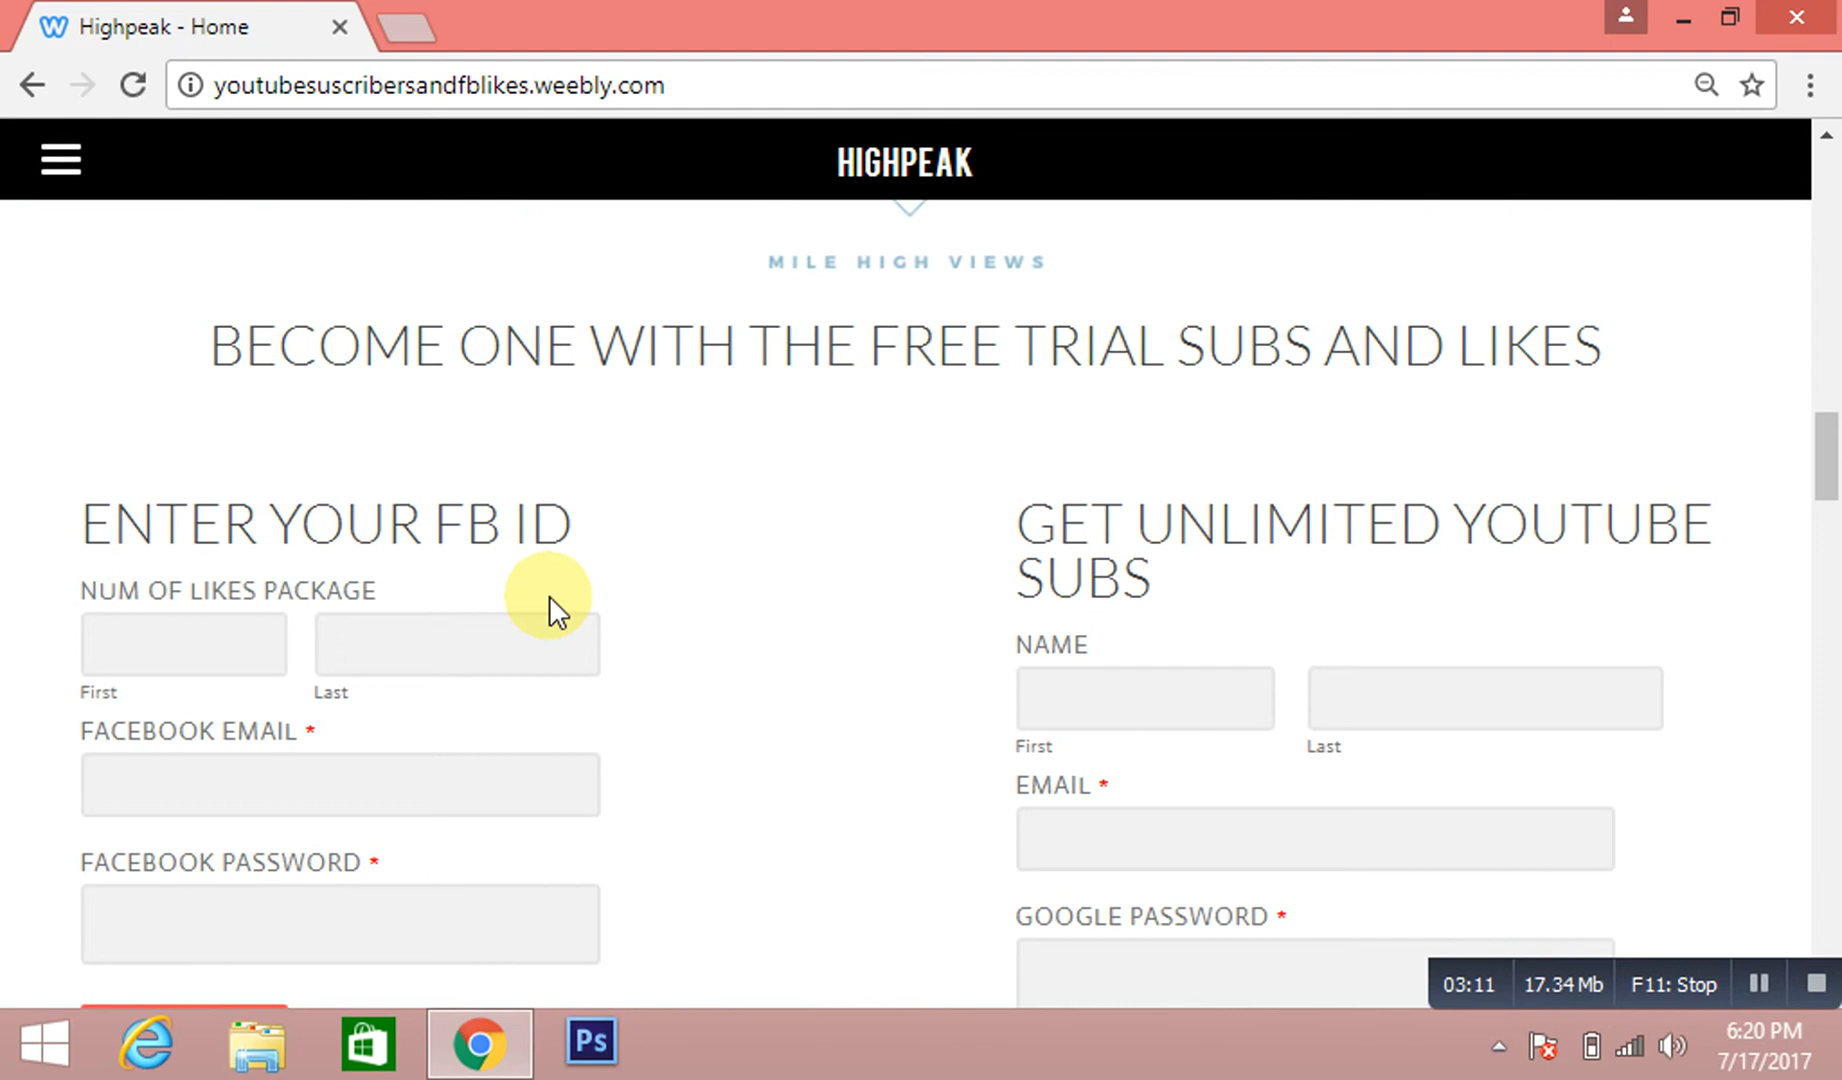 Highpeak - Home
youtubesuscribersandfblikes.weebly.com
HIGHPEAK
MILE HIGH VIEWS
BECOME ONE WITH THE FREE TRIAL SUBS AND LIKES
ENTER YOUR FB ID
NUM OF LIKES PACKAGE
First Last
FACEBOOK EMAIL *
FACEBOOK PASSWORD *
GET UNLIMITED YOUTUBE
SUBS
NAME
First Last
EMAIL *
GOOGLE PASSWORD *
03:11 17.34 Mb F11: Stop
Ps
6:20 PM
7/17/2017